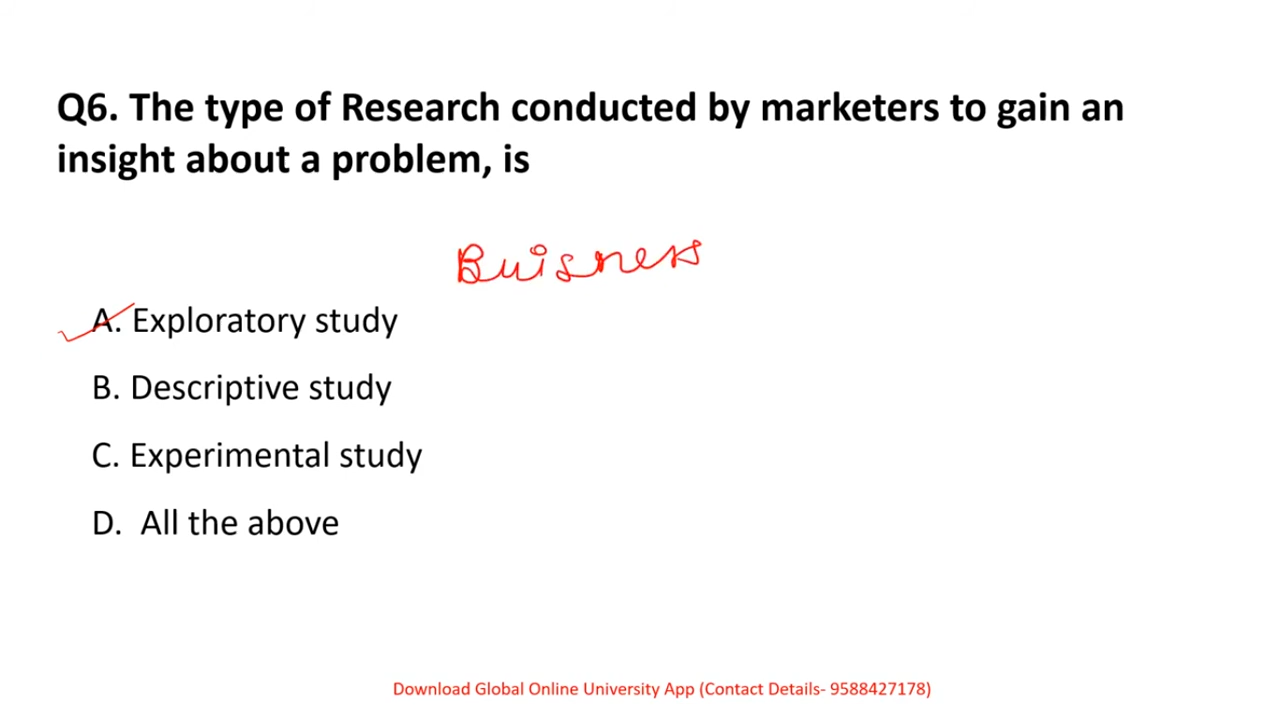 Q6. The type of Research conducted by marketers to gain an
insight about a problem, is
Buisness
A. Exploratory study
B. Descriptive study
C. Experimental study
D. All the above
Download Global Online University App (Contact Details- 9588427178)